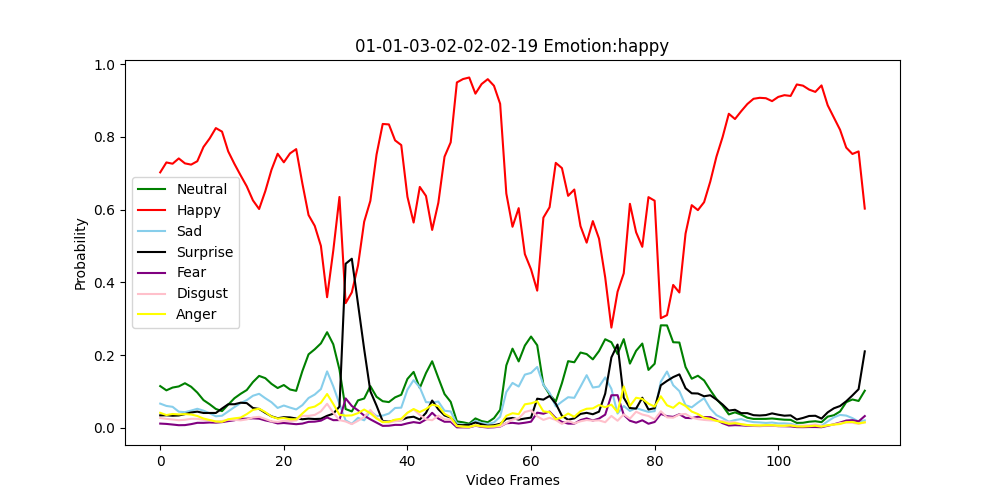 01-01-03-02-02-02-19 Emotion:happy
1.0
0.8
0.6
0.4
0.2
0.0
Probability
Neutral
Happy
Sad
Surprise
Fear
Disgust
Anger
0 20 40 60 80 100
Video Frames